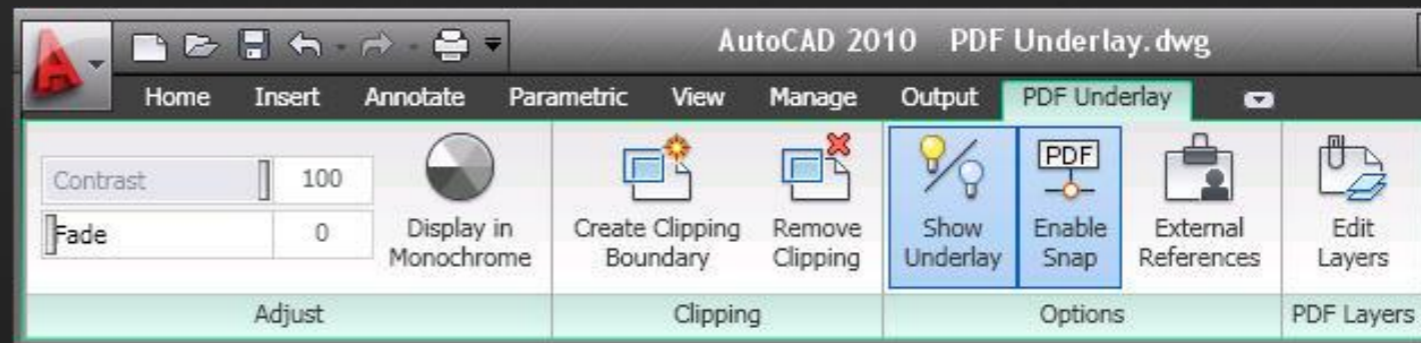 AutoCAD 2010 PDF Underlay.dwg
Home Insert Annotate Parametric View Manage Output PDF Underlay
Contrast 100
Fade 0
Display in
Monochrome
Create Clipping
Boundary
Remove
Clipping
Show
Underlay
PDF
Enable
Snap
External
References
Edit
Layers
Adjust Clipping Options PDF Layers